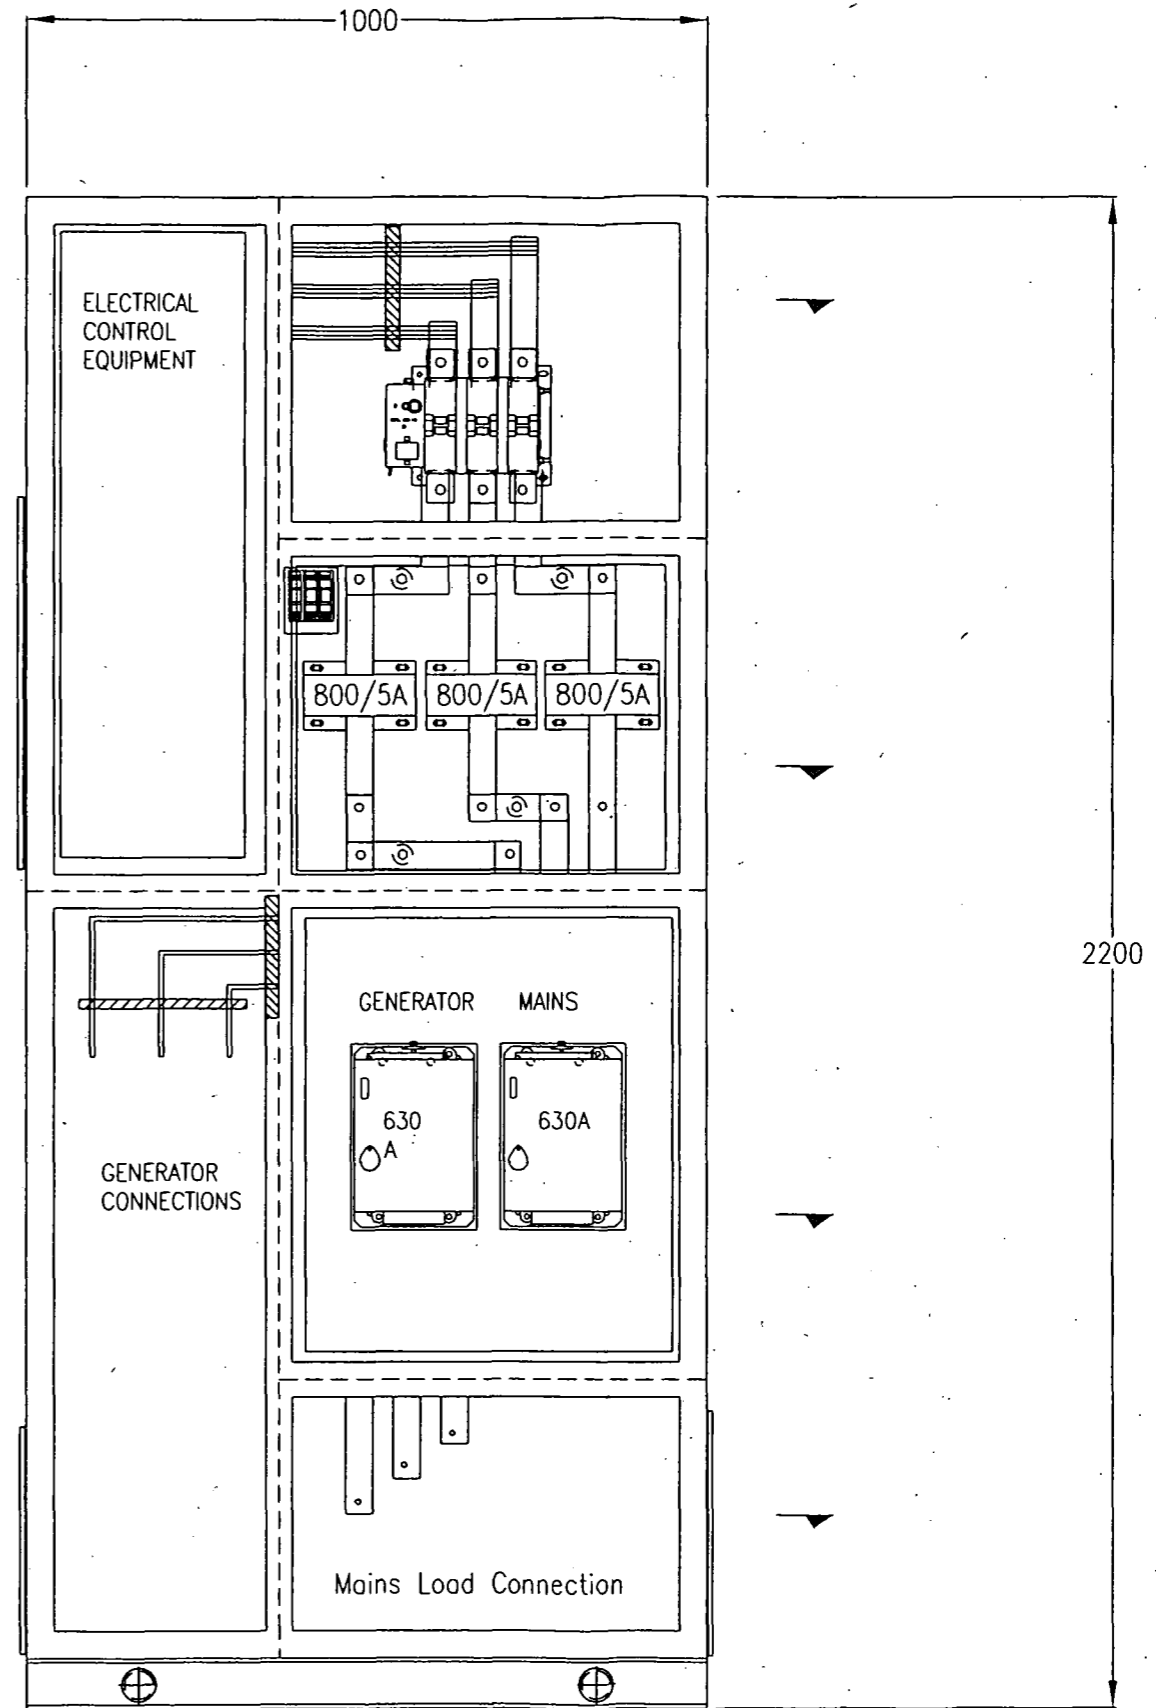 1000
ELECTRICAL
CONTROL
EQUIPMENT
800/5A 800/5A 800/5A
2200
GENERATOR MAINS
630
A
630A
GENERATOR
CONNECTIONS
Mains Load Connection